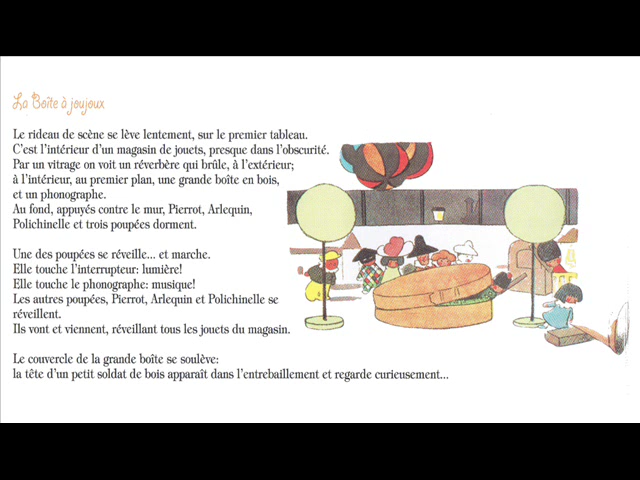 La Boîte à joujoux
Le rideau de scène se lève lentement, sur le premier tableau.
C'est l'intérieur d'un magasin de jouets, presque dans l'obscurité.
Par un vitrage on voit un réverbère qui brûle, à l'extérieur;
à l'intérieur, au premier plan, une grande boîte en bois,
et un phonographe.
Au fond, appuyés contre le mur, Pierrot, Arlequin,
Polichinelle et trois poupées dorment.
Une des poupées se réveille... et marche.
Elle touche l'interrupteur: lumière!
Elle touche le phonographe: musique!
Les autres poupées, Pierrot, Arlequin et Polichinelle se
réveillent.
Ils vont et viennent, réveillant tous les jouets du magasin.
Le couvercle de la grande boîte se soulève:
la tête d'un petit soldat de bois apparaît dans l'entrebaillement et regarde curieusement...